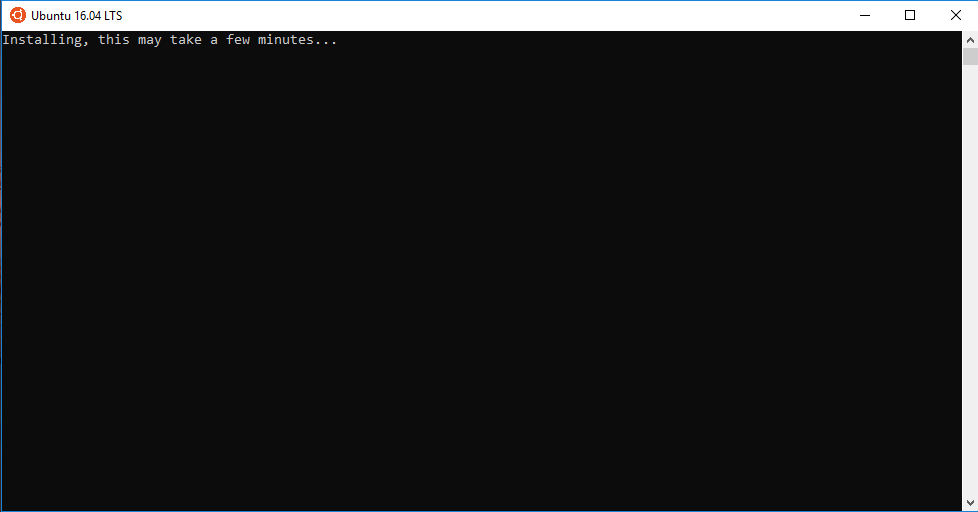 Ubuntu 16.04 LTS
Installing, this may take a few minutes...